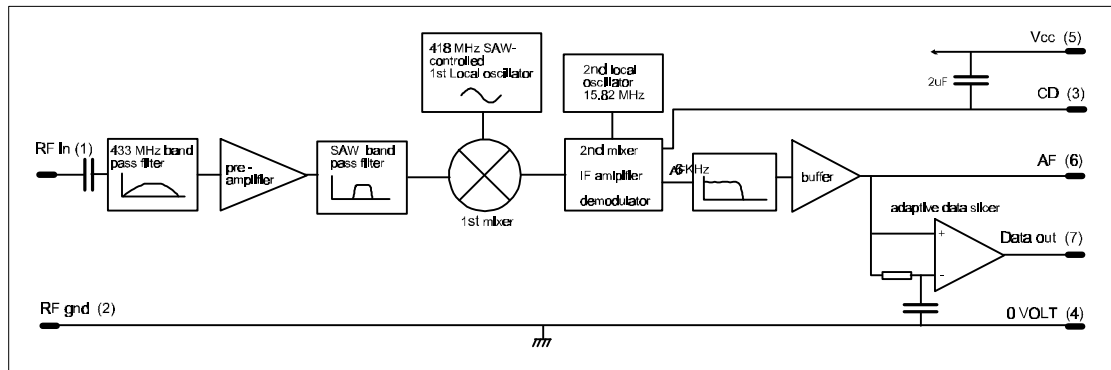 418 MHz SAW-
controlled
1st Local oscillator
2nd local
oscillator
15.82 MHz
Vcc (5)
2uF
CD (3)
RF In (1)
433 MHz band
pass filter
pre-
amplifier
SAW band
pass filter
1st mixer
2nd mixer
IF amiplifier
demodulator
buffer
AF (6)
adaptive data slicer
+
-
Data out (7)
RF gnd (2)
0 VOLT (4)